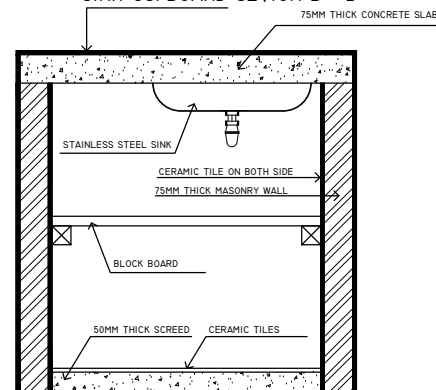 75MM THICK CONCRETE SLAB
STAINLESS STEEL SINK
CERAMIC TILE ON BOTH SIDE
75MM THICK MASONRY WALL
BLOCK BOARD
50MM THICK SCREED
CERAMIC TILES